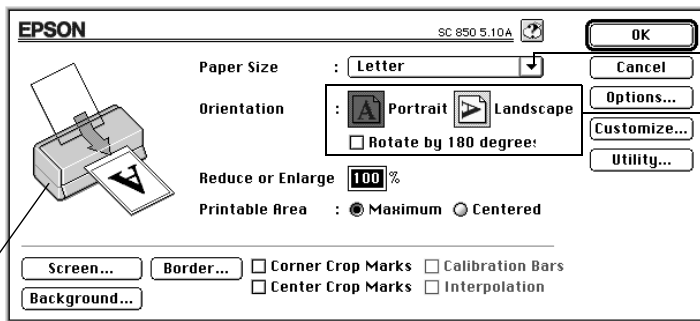 EPSON
SC 850 5.10A
?
OK
Paper Size : Letter
Cancel
Orientation : A Portrait A Landscape
Options...
Rotate by 180 degrees
Customize...
Utility...
Reduce or Enlarge 100 %
Printable Area : Maximum Centered
A
Screen... Border... Corner Crop Marks Calibration Bars
Background... Center Crop Marks Interpolation